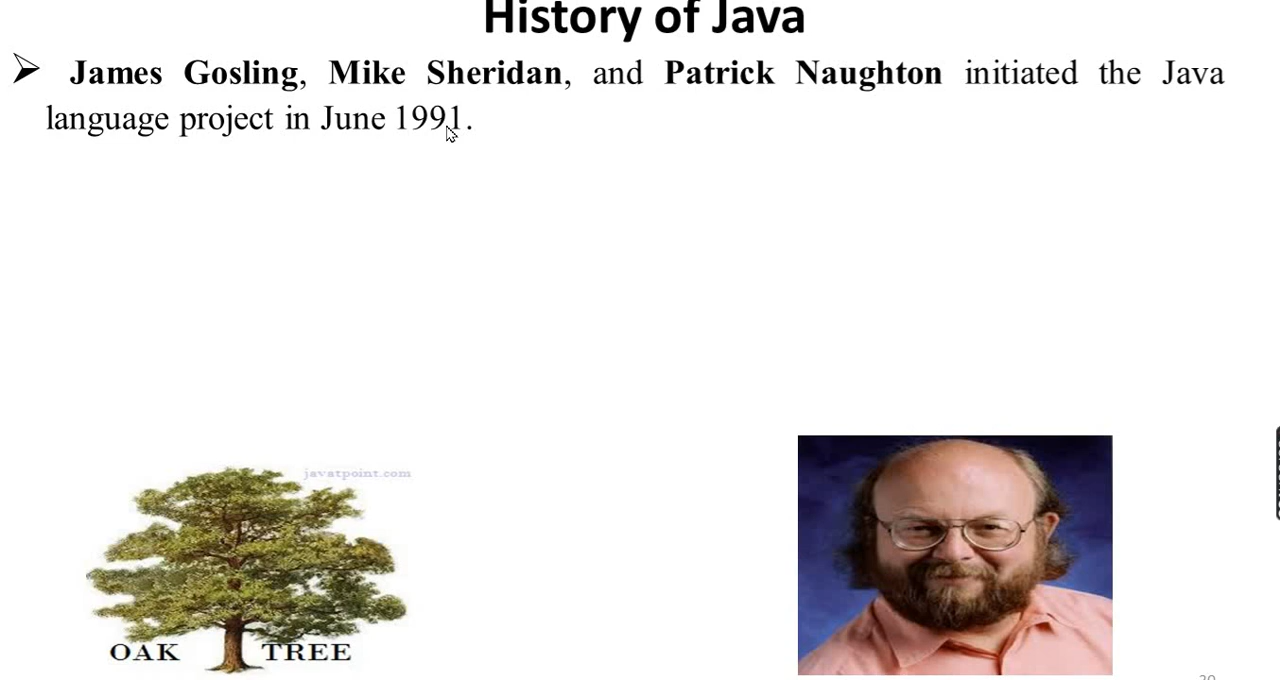 History of Java
James Gosling, Mike Sheridan, and Patrick Naughton initiated the Java
language project in June 1991.
javatpoint.com
OAK TREE